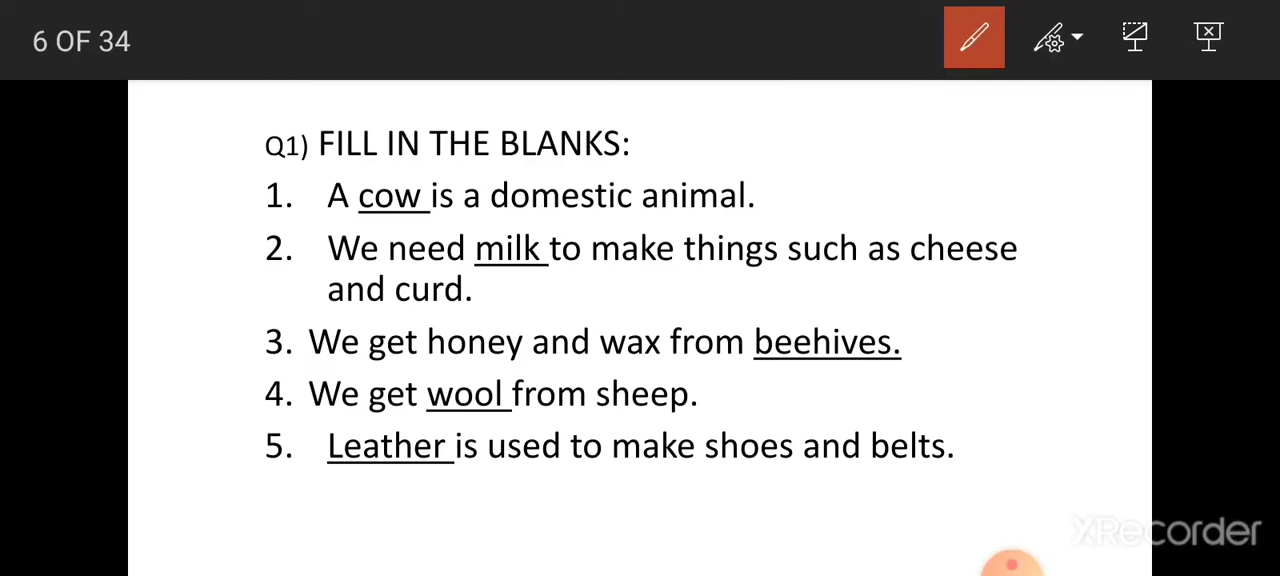 6 OF 34
Q1) FILL IN THE BLANKS:
1. A cow is a domestic animal.
2. We need milk to make things such as cheese
and curd.
3. We get honey and wax from beehives.
4. We get wool from sheep.
5. Leather is used to make shoes and belts.
XRecorder